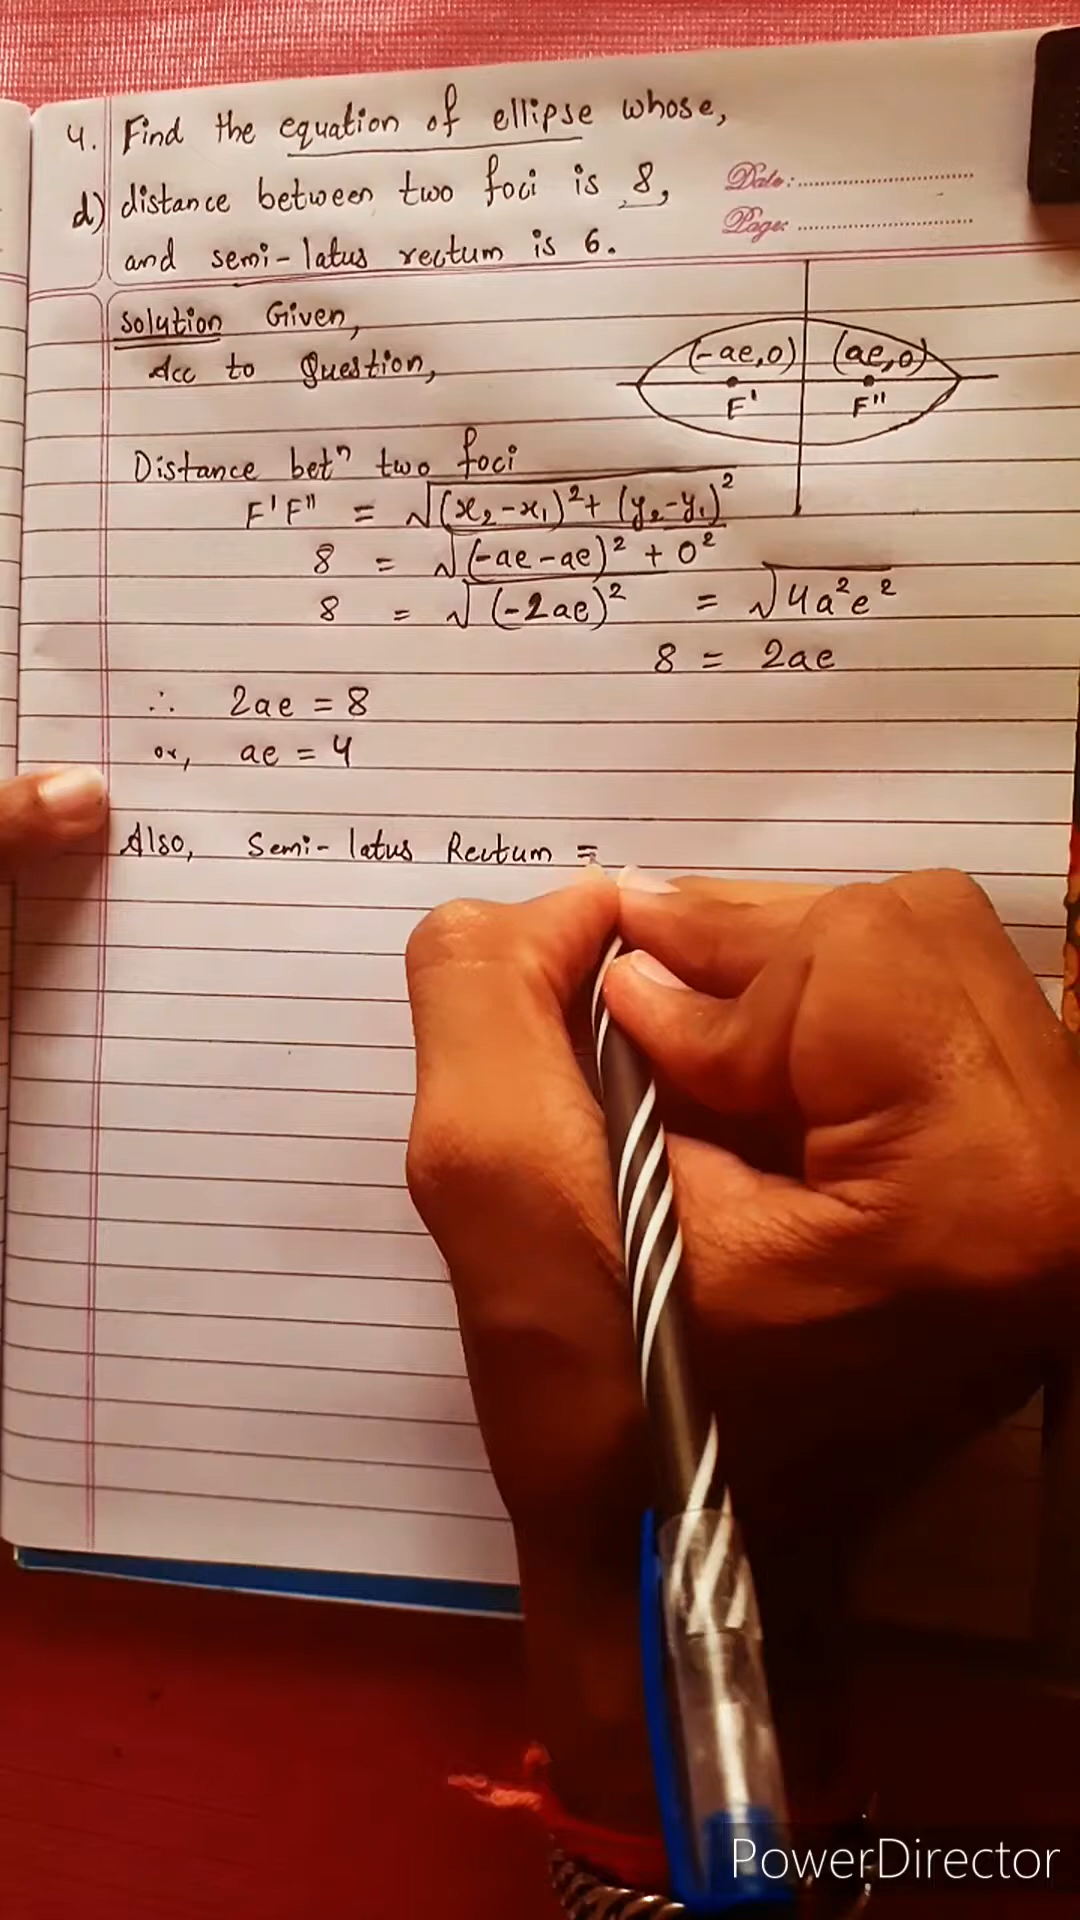 4. Find the equation of ellipse whose,
d) distance between two foci is 8,
and semi-latus rectum is 6.
Date:
Page:
Solution Given,
Acc to Question,
(-ae,0) (ae,0)
F' F"
Distance betⁿ two foci
F'F" = √(x₂-x₁)²+(y₂-y₁)²
8 = √(-ae-ae)² + 0²
8 = √(-2ae)² = √4a²e²
8 = 2ae
∴ 2ae = 8
or, ae = 4
Also, Semi-latus Rectum =
PowerDirector